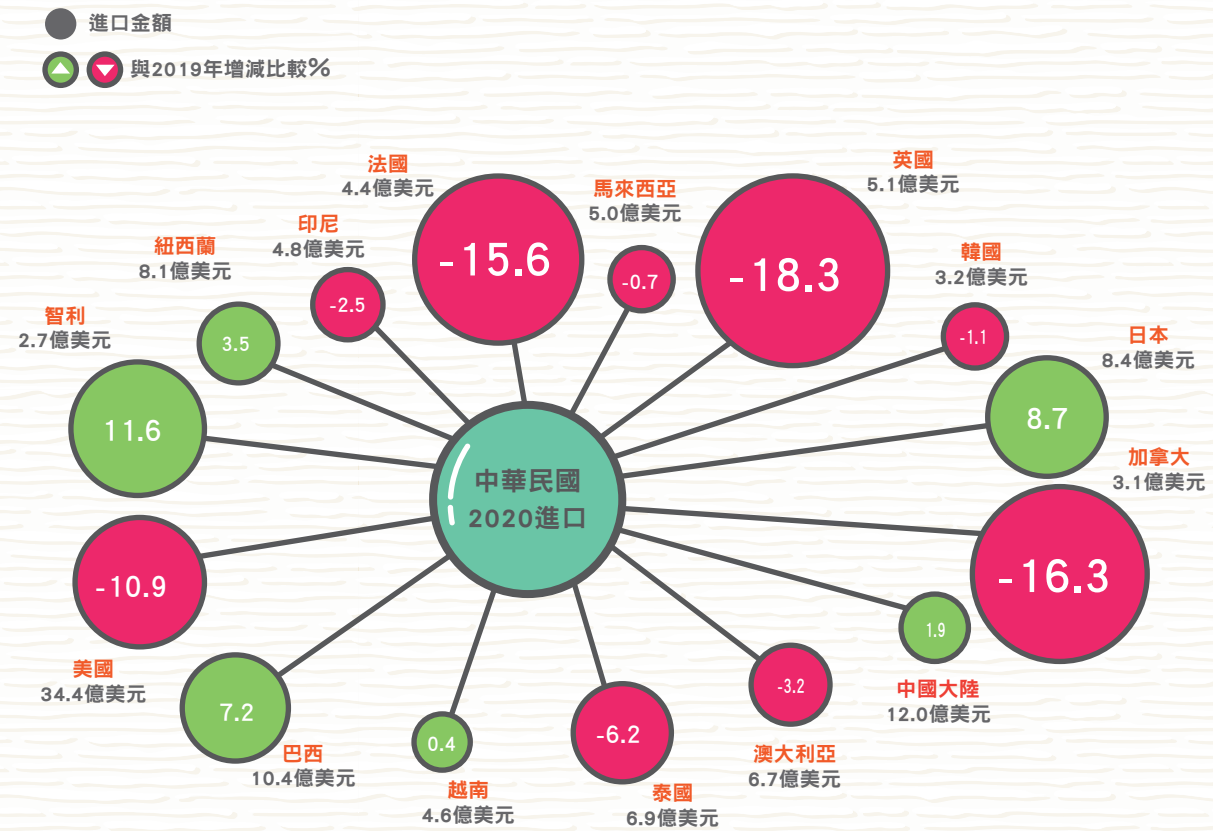 進口金額
與2019年增減比較%
法國
4.4億美元
-15.6
馬來西亞
5.0億美元
-0.7
英國
5.1億美元
-18.3
印尼
4.8億美元
-2.5
紐西蘭
8.1億美元
3.5
韓國
3.2億美元
-1.1
智利
2.7億美元
11.6
日本
8.4億美元
8.7
加拿大
3.1億美元
-16.3
中華民國
2020進口
美國
34.4億美元
-10.9
中國大陸
12.0億美元
1.9
巴西
10.4億美元
7.2
越南
4.6億美元
0.4
泰國
6.9億美元
-6.2
澳大利亞
6.7億美元
-3.2